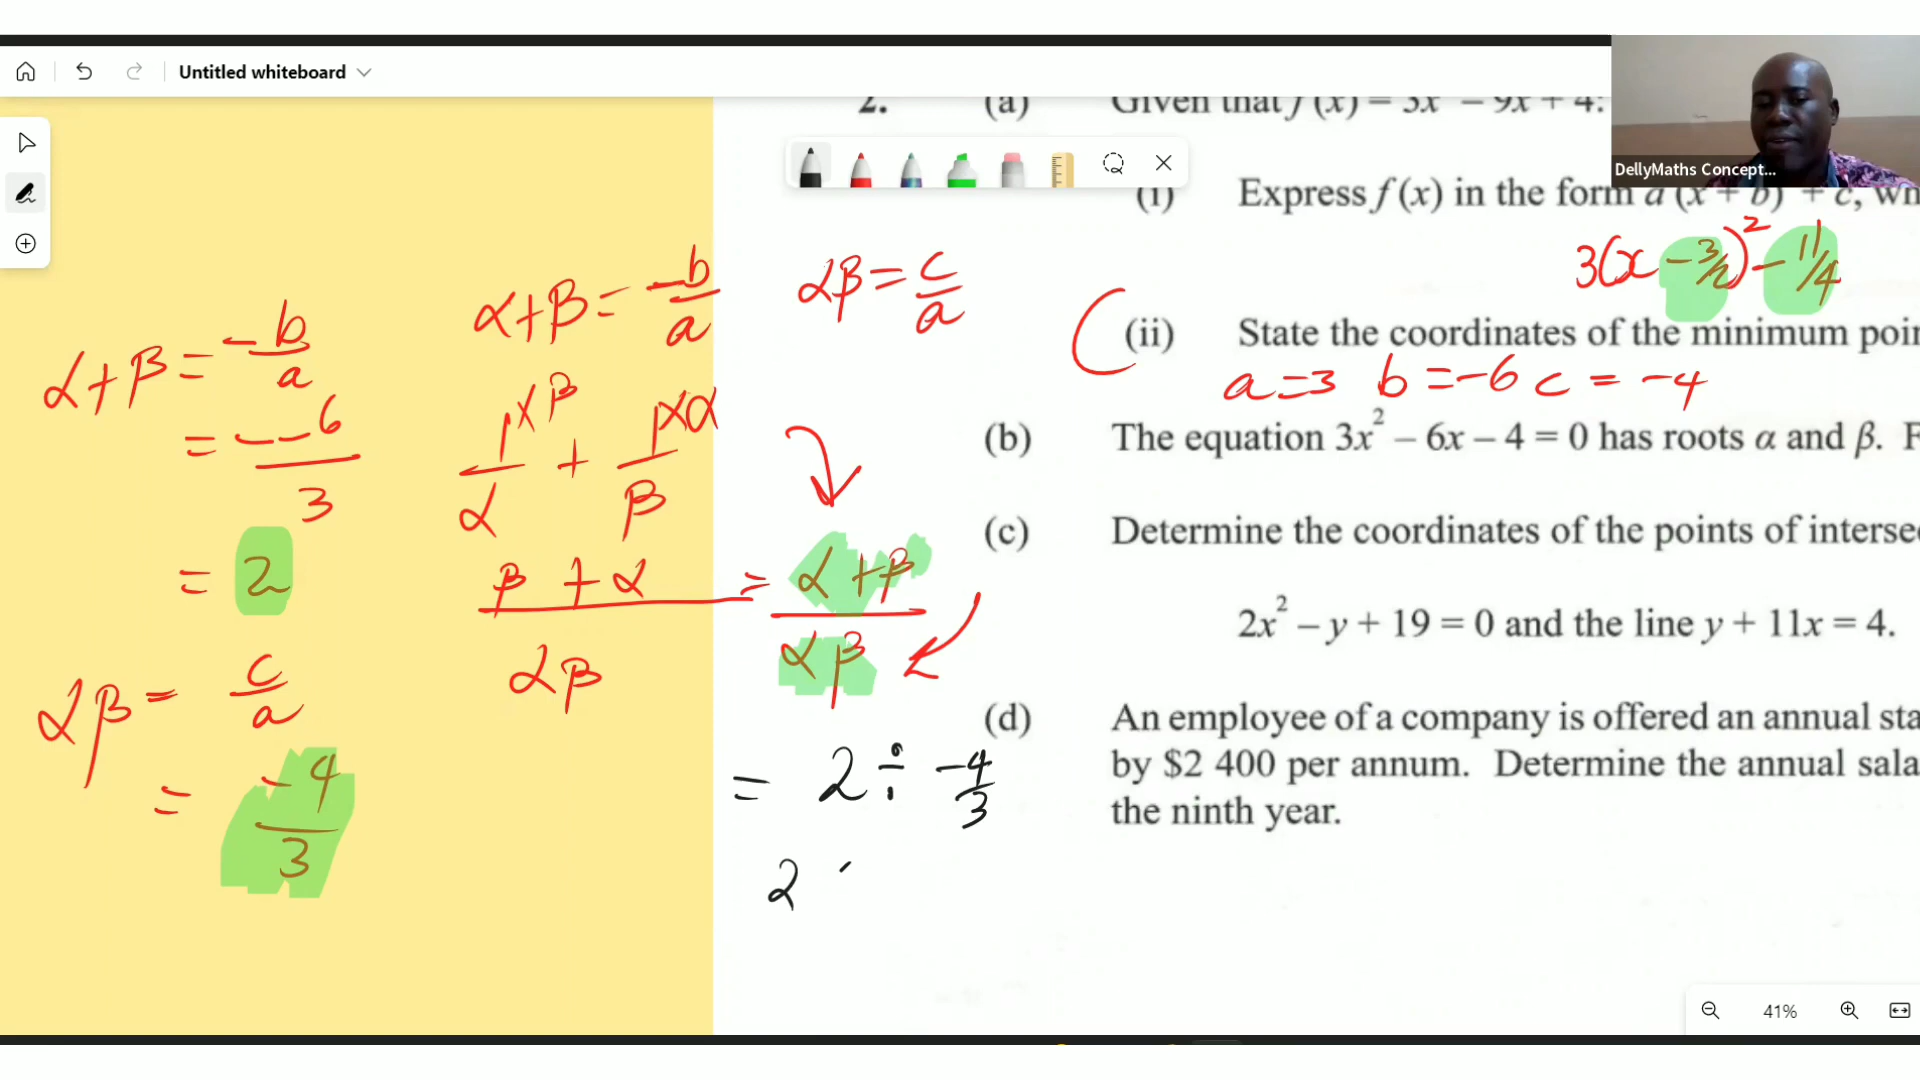 Untitled whiteboard
DellyMaths Concept...
2. (a) Given that f(x) = 3x² – 9x + 4:
(i) Express f(x) in the form a(x + b)² + c, wh
3(x - 3/2)² - 11/4
(ii) State the coordinates of the minimum poin
a = 3 b = -6 c = -4
(b) The equation 3x² – 6x – 4 = 0 has roots α and β. F
(c) Determine the coordinates of the points of interse
2x² – y + 19 = 0 and the line y + 11x = 4.
(d) An employee of a company is offered an annual sta
by $2 400 per annum. Determine the annual sala
the ninth year.
α+β = -b/a
= --6/3
= 2
αβ = c/a
= -4/3
α+β = -b/a
αβ = c/a
1×β/α + 1×α/β
β + α/αβ = α + β/αβ
= 2 ÷ -4/3
2
41%